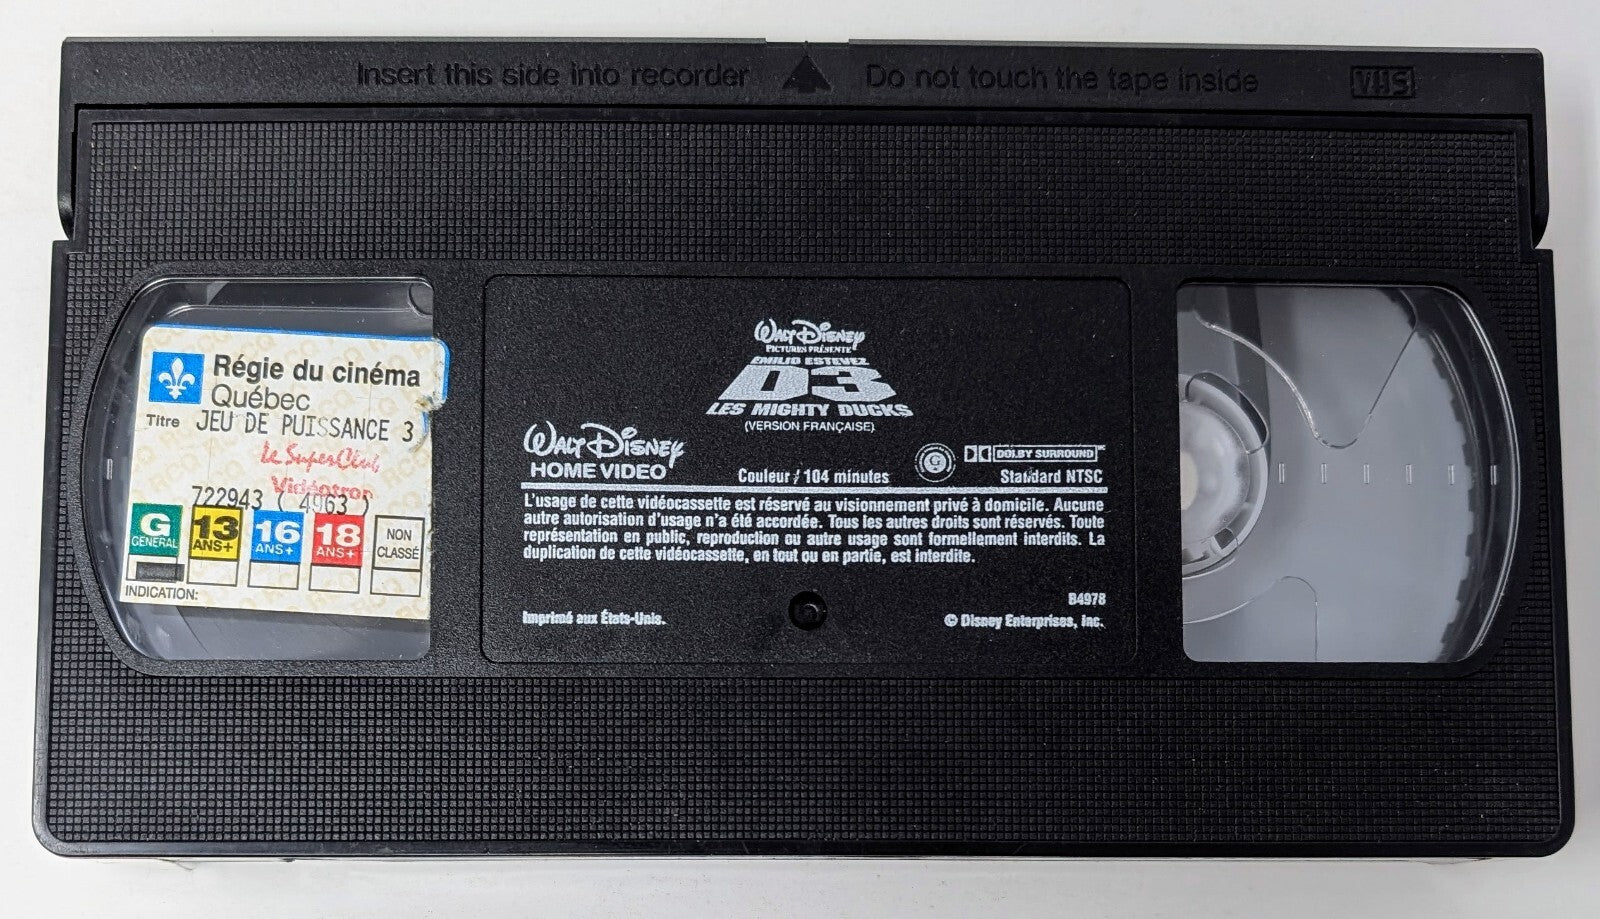 Insert this side into recorder Do not touch the tape inside VHS
Régie du cinéma
Québec
Titre JEU DE PUISSANCE 3
Le SuperClub
Vidéotron
722943 ( 4963 )
G 13 16 18 NON
GÉNÉRAL ANS+ ANS+ ANS+ CLASSÉ
INDICATION:
WALT DISNEY
PICTURES PRÉSENTE
EMILIO ESTEVEZ
D3
LES MIGHTY DUCKS
(VERSION FRANÇAISE)
WALT DISNEY
HOME VIDEO
Couleur / 104 minutes
DOLBY SURROUND
Standard NTSC
L'usage de cette vidéocassette est réservé au visionnement privé à domicile. Aucune
autre autorisation d'usage n'a été accordée. Tous les autres droits sont réservés. Toute
représentation en public, reproduction ou autre usage sont formellement interdits. La
duplication de cette vidéocassette, en tout ou en partie, est interdite.
B4978
Imprimé aux États-Unis.
© Disney Enterprises, Inc.